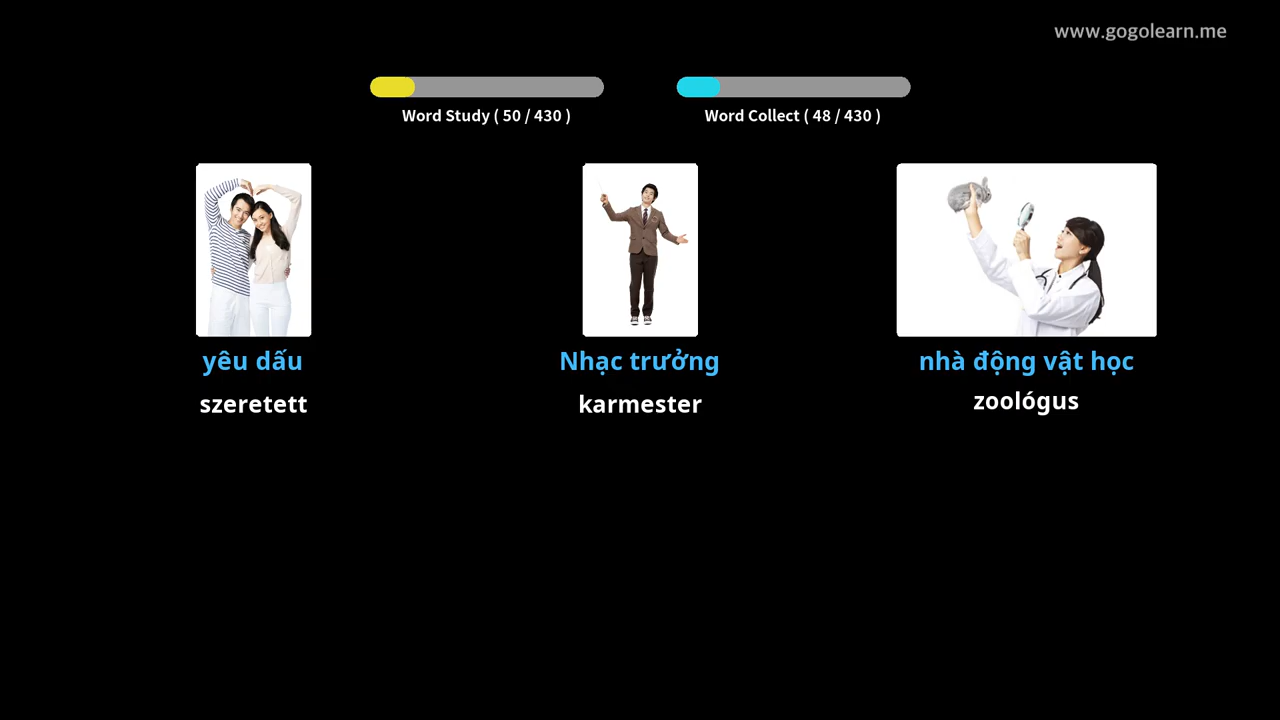 www.gogolearn.me
Word Study ( 50 / 430 )
Word Collect ( 48 / 430 )
yêu dấu
szeretett
Nhạc trưởng
karmester
nhà động vật học
zoológus